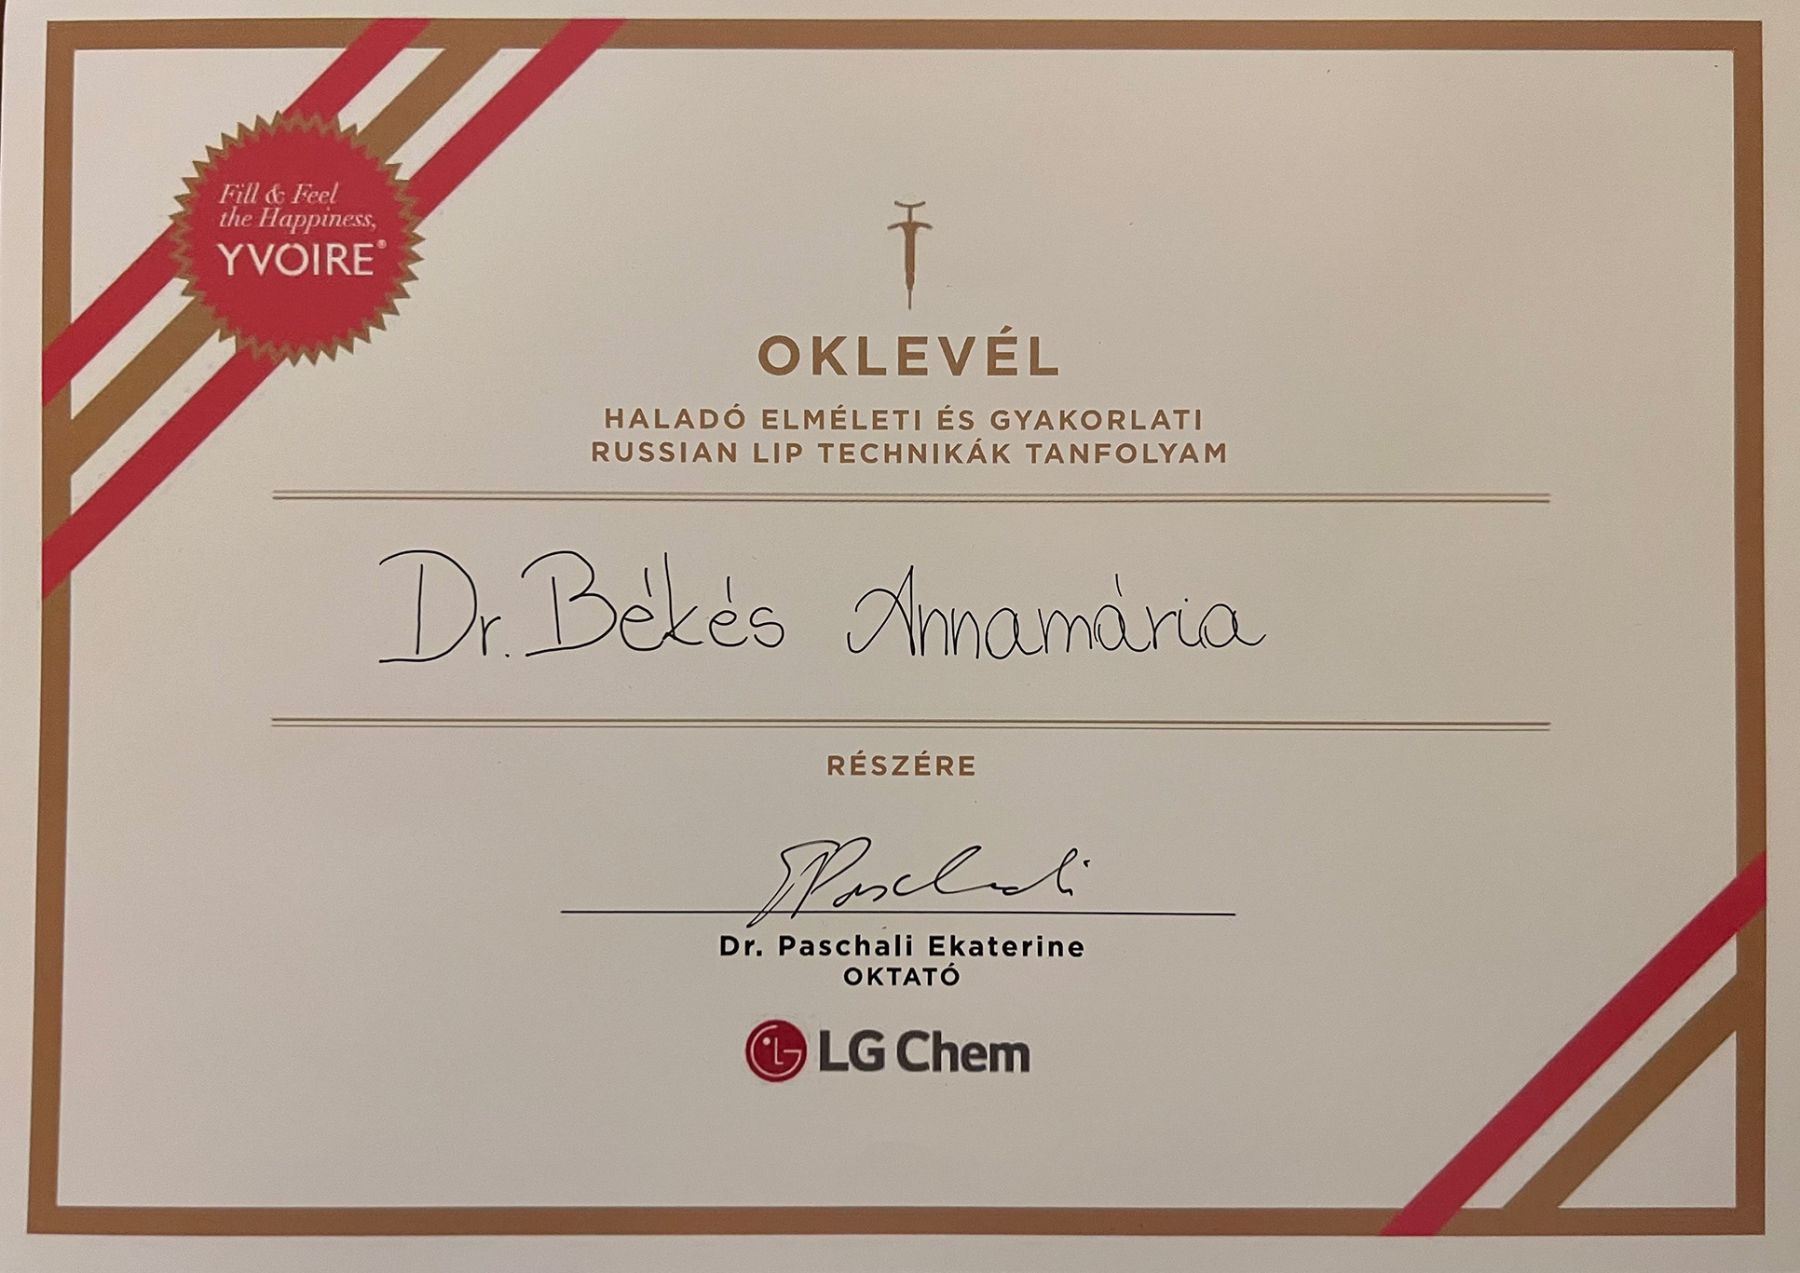 Fill & Feel
the Happiness,
YVOIRE®
OKLEVÉL
HALADÓ ELMÉLETI ÉS GYAKORLATI
RUSSIAN LIP TECHNIKÁK TANFOLYAM
Dr. Békés Annamária
RÉSZÉRE
EPaschali
Dr. Paschali Ekaterine
OKTATÓ
LG Chem